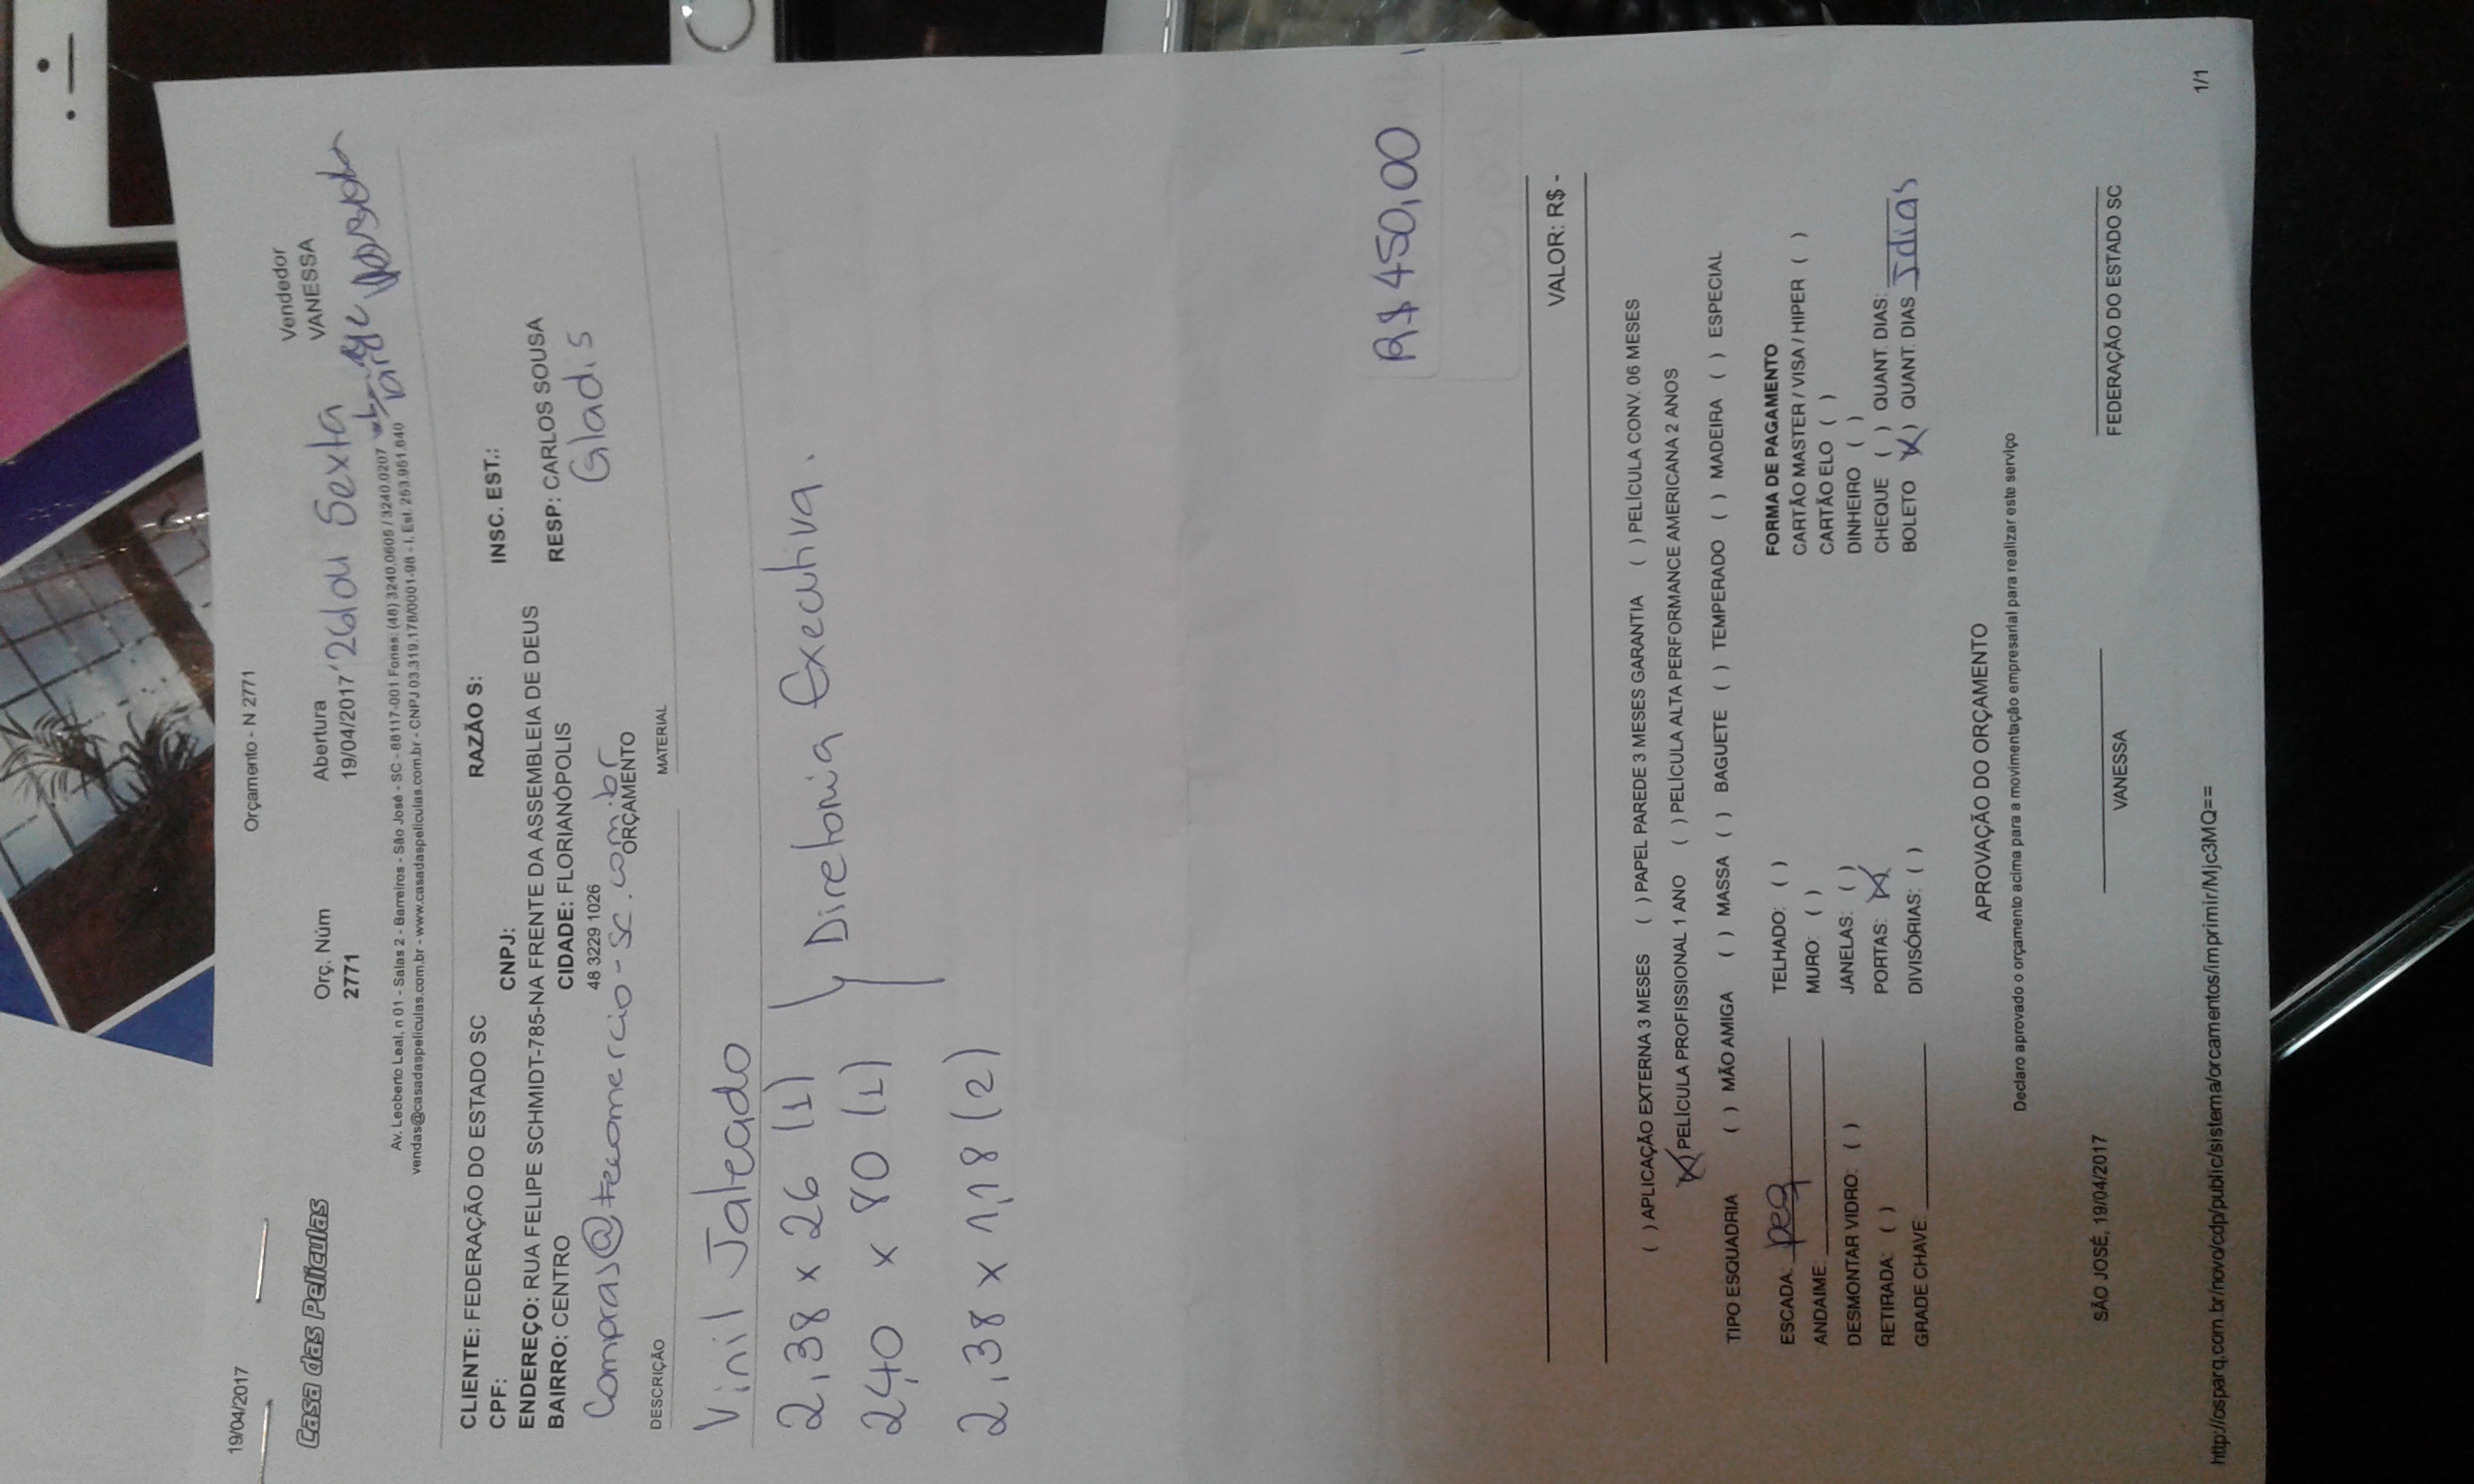 19/04/2017
Orçamento - N 2771
Casa das Películas
Orç. Núm
2771
Abertura
19/04/2017
26/04 Sexta
Vendedor
VANESSA
tarde
Av. Leoberto Leal, n 01 - Salas 2 - Barreiros - São José - SC - 88117-001 Fones: (48) 3240.0605 / 3240.0207
vendas@casadaspeliculas.com.br - www.casadaspeliculas.com.br - CNPJ 03.319.178/0001-98 - I. Est. 253.951.640
CLIENTE: FEDERAÇÃO DO ESTADO SC RAZÃO S:
CPF: CNPJ: INSC. EST.:
ENDEREÇO: RUA FELIPE SCHMIDT-785-NA FRENTE DA ASSEMBLEIA DE DEUS
BAIRRO: CENTRO CIDADE: FLORIANÓPOLIS RESP: CARLOS SOUSA
48 3229 1026 Gladis
Compras@fecomercio-sc.com.br
ORÇAMENTO
DESCRIÇÃO MATERIAL
Vinil Jateado
2,38 x 26 (1)
2,40 x 80 (1)
Diretoria Executiva.
2,38 x 1,18 (2)
R$ 450,00
VALOR: R$ -
( ) APLICAÇÃO EXTERNA 3 MESES ( ) PAPEL PAREDE 3 MESES GARANTIA ( ) PELÍCULA CONV. 06 MESES
(X) PELÍCULA PROFISSIONAL 1 ANO ( ) PELÍCULA ALTA PERFORMANCE AMERICANA 2 ANOS
TIPO ESQUADRIA ( ) MÃO AMIGA ( ) MASSA ( ) BAGUETE ( ) TEMPERADO ( ) MADEIRA ( ) ESPECIAL
ESCADA: peq
ANDAIME:
DESMONTAR VIDRO: ( )
RETIRADA: ( )
GRADE CHAVE:
TELHADO: ( )
MURO: ( )
JANELAS: ( )
PORTAS: (X)
DIVISÓRIAS: ( )
FORMA DE PAGAMENTO
CARTÃO MASTER / VISA / HIPER ( )
CARTÃO ELO ( )
DINHEIRO ( )
CHEQUE ( ) QUANT. DIAS:
BOLETO (X) QUANT. DIAS 5dias
APROVAÇÃO DO ORÇAMENTO
Declaro aprovado o orçamento acima para a movimentação empresarial para realizar este serviço
SÃO JOSÉ, 19/04/2017
VANESSA
FEDERAÇÃO DO ESTADO SC
http://osparq.com.br/novo/cdp/public/sistema/orcamentos/imprimir/Mjc3MQ==
1/1